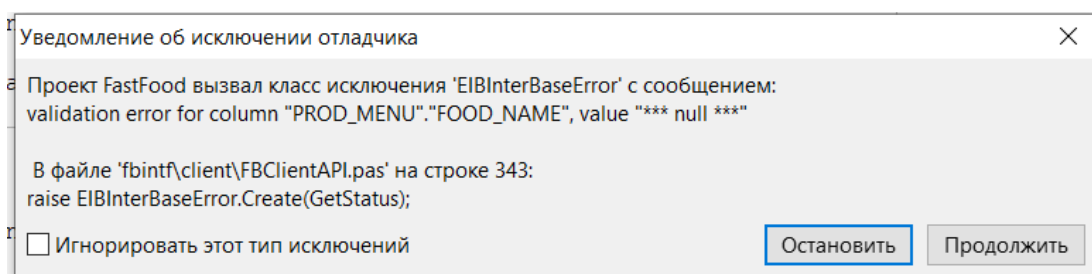 Уведомление об исключении отладчика
Проект FastFood вызвал класс исключения 'EIBInterBaseError' с сообщением:
validation error for column "PROD_MENU"."FOOD_NAME", value "*** null ***"
В файле 'fbintf\client\FBClientAPI.pas' на строке 343:
raise EIBInterBaseError.Create(GetStatus);
Игнорировать этот тип исключений
Остановить
Продолжить